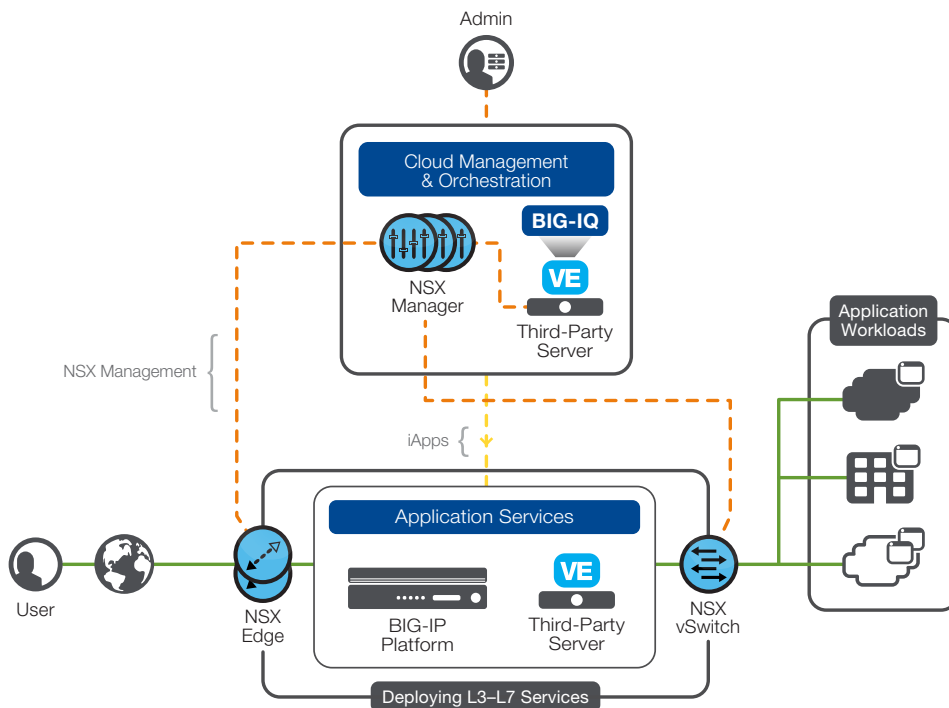 Admin
Cloud Management
& Orchestration
BIG-IQ
VE
NSX
Manager
Third-Party
Server
Application
Workloads
NSX Management
iApps
Application Services
VE
User
NSX
Edge
BIG-IP
Platform
Third-Party
Server
NSX
vSwitch
Deploying L3–L7 Services